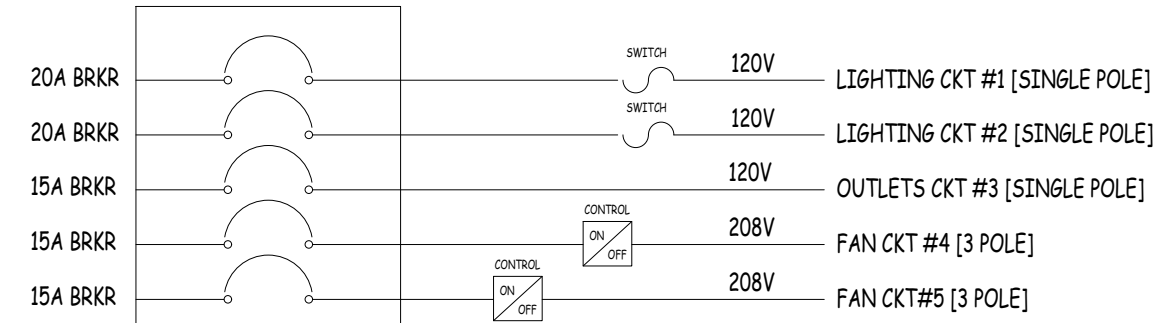 20A BRKR SWITCH 120V LIGHTING CKT #1 [SINGLE POLE]
20A BRKR SWITCH 120V LIGHTING CKT #2 [SINGLE POLE]
15A BRKR 120V OUTLETS CKT #3 [SINGLE POLE]
15A BRKR CONTROL ON OFF 208V FAN CKT #4 [3 POLE]
15A BRKR CONTROL ON OFF 208V FAN CKT#5 [3 POLE]